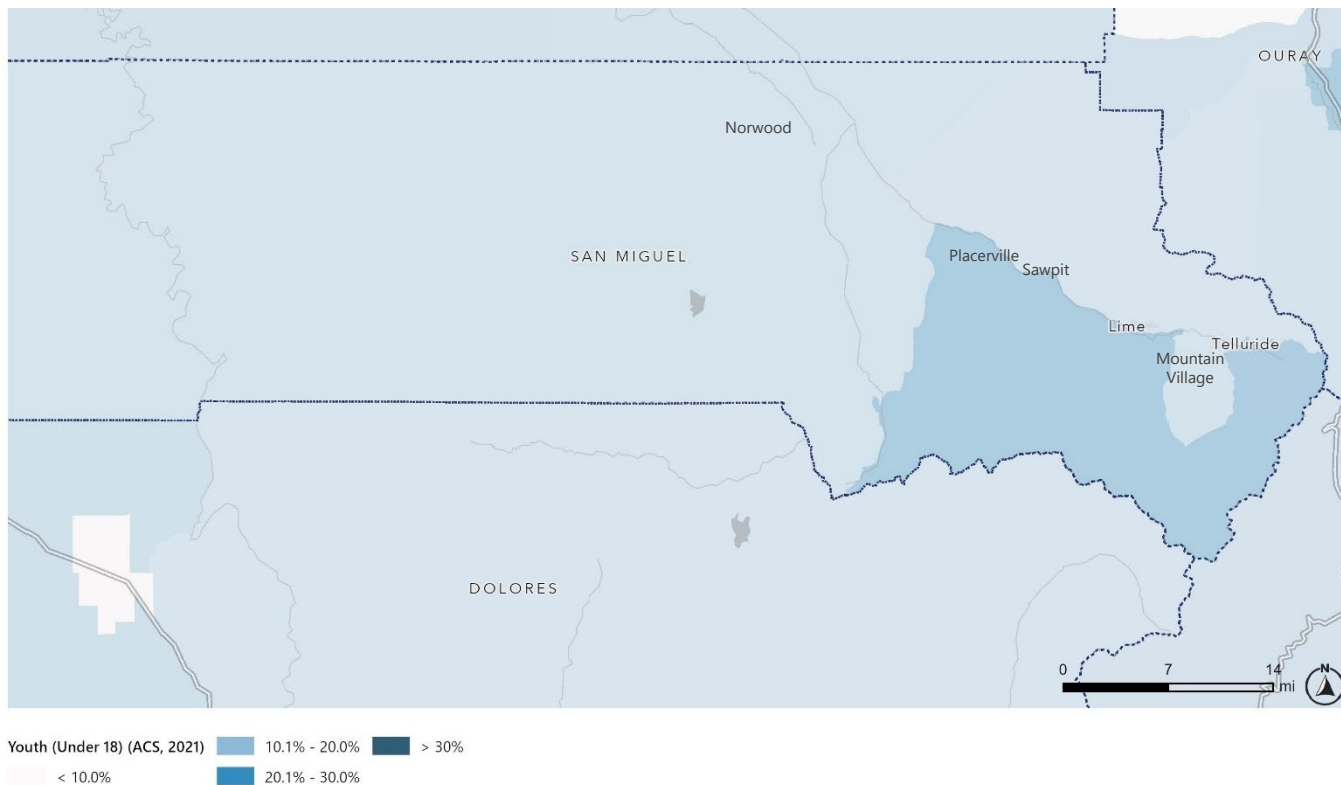 OURAY
Norwood
SAN MIGUEL
Placerville
Sawpit
Lime
Telluride
Mountain
Village
DOLORES
0 7 14
mi
N
Youth (Under 18) (ACS, 2021) 10.1% - 20.0% > 30%
< 10.0% 20.1% - 30.0%